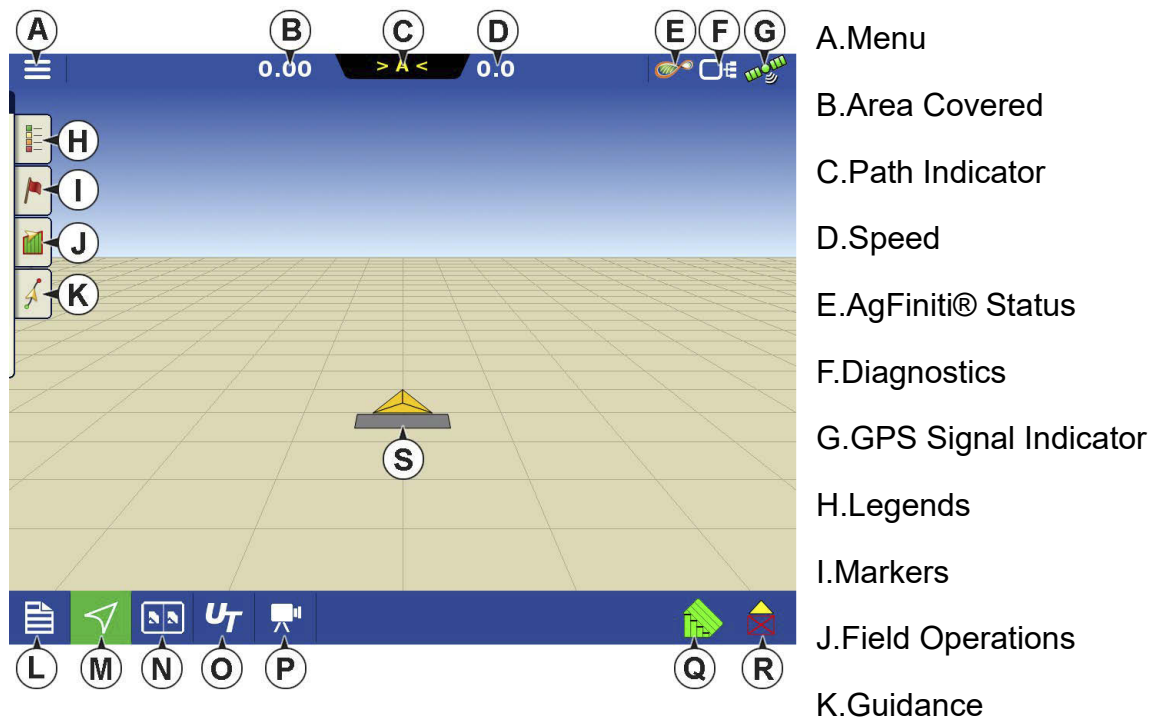 A B C D E F G
0.00 > A < 0.0
H
I
J
K
S
UT
L M N O P Q R
A.Menu
B.Area Covered
C.Path Indicator
D.Speed
E.AgFiniti® Status
F.Diagnostics
G.GPS Signal Indicator
H.Legends
I.Markers
J.Field Operations
K.Guidance